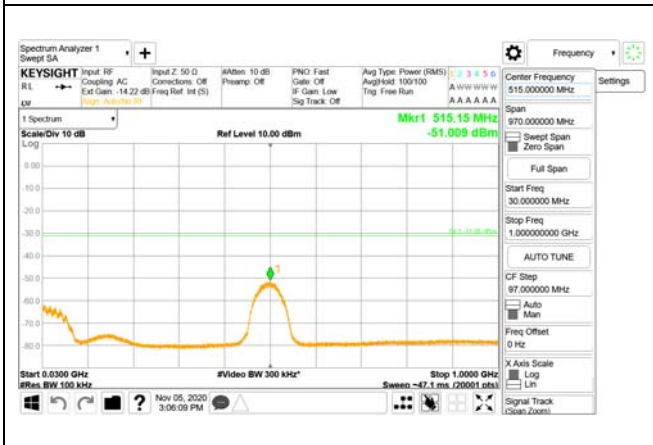 Spectrum Analyzer 1
Swept SA
Frequency
KEYSIGHT
Input: RF
Coupling: AC
Ext Gain: -14.22 dB
Align: Auto/No RF
Input Z: 50 Ω
Corrections: Off
Freq Ref: Int (S)
#Atten: 10 dB
Preamp: Off
PNO: Fast
Gate: Off
IF Gain: Low
Sig Track: Off
Avg Type: Power (RMS)
Avg|Hold: 100/100
Trig: Free Run
1 2 3 4 5 6
A W W W W W
A A A A A A
RL
1 Spectrum
Scale/Div 10 dB
Log
Ref Level 10.00 dBm
Mkr1 515.15 MHz
-51.009 dBm
0.00
-10.0
-20.0
-30.0
-40.0
-50.0
-60.0
-70.0
-80.0
1
Start 0.0300 GHz
#Res BW 100 kHz
#Video BW 300 kHz*
Stop 1.0000 GHz
Sweep ~47.1 ms (20001 pts)
Nov 05, 2020
3:06:09 PM
Center Frequency
515.000000 MHz
Settings
Span
970.000000 MHz
Swept Span
Zero Span
Full Span
Start Freq
30.000000 MHz
Stop Freq
1.000000000 GHz
AUTO TUNE
CF Step
97.000000 MHz
Auto
Man
Freq Offset
0 Hz
X Axis Scale
Log
Lin
Signal Track
(Span Zoom)